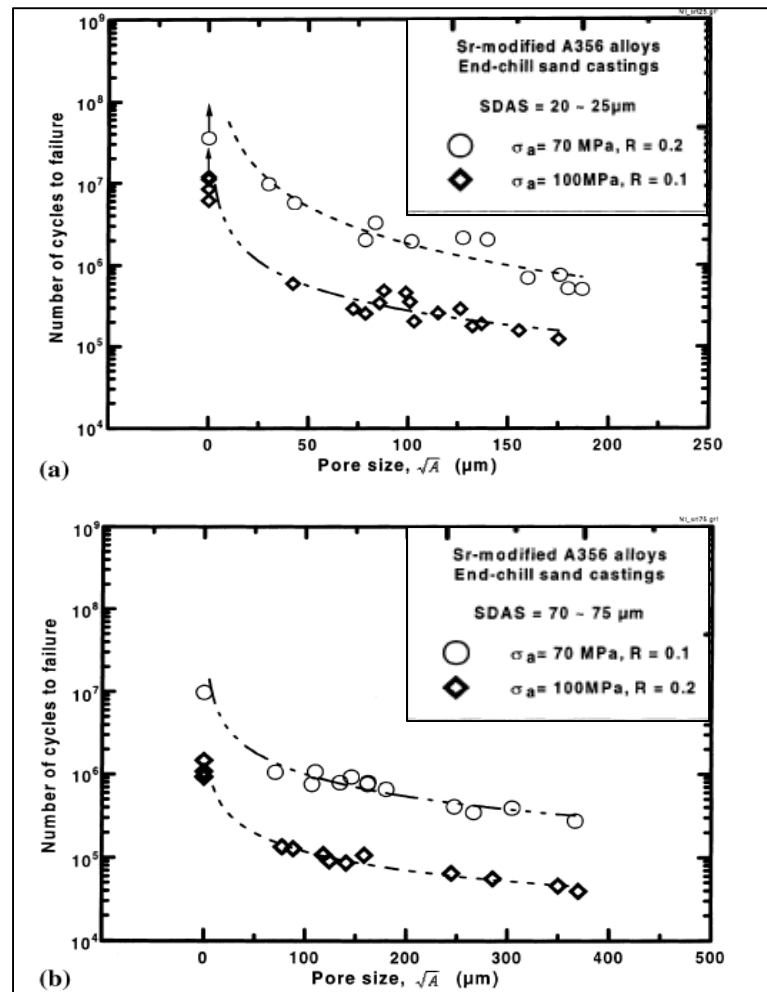 Nf_srt25.grf
Sr-modified A356 alloys
End-chill sand castings
SDAS = 20 ~ 25μm
σa= 70 MPa, R = 0.2
σa= 100MPa, R = 0.1
Number of cycles to failure
10⁹
10⁸
10⁷
10⁶
10⁵
10⁴
0 50 100 150 200 250
(a)
Pore size, √A (μm)
Sr-modified A356 alloys
End-chill sand castings
SDAS = 70 ~ 75 μm
σa= 70 MPa, R = 0.1
σa= 100MPa, R = 0.2
Number of cycles to failure
10⁹
10⁸
10⁷
10⁶
10⁵
10⁴
0 100 200 300 400 500
(b)
Pore size, √A (μm)